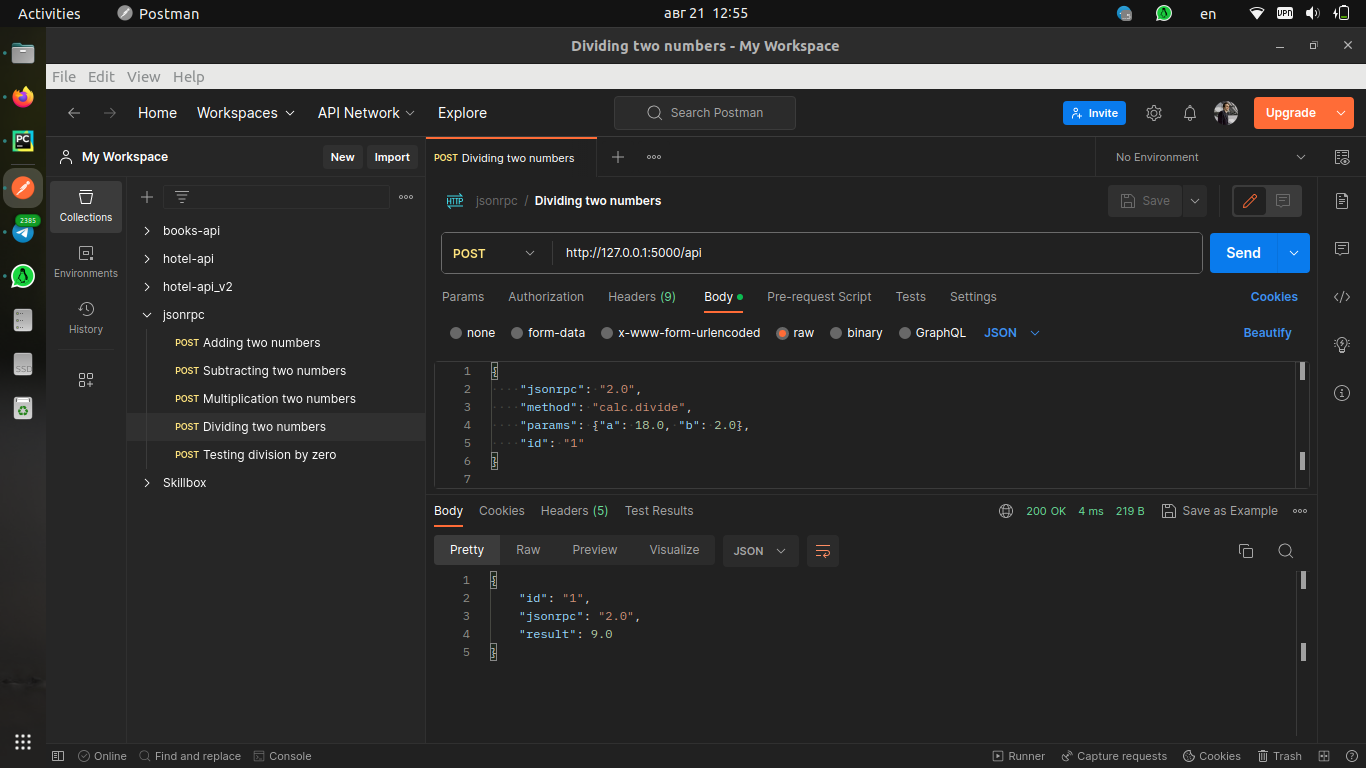 Activities Postman авг 21 12:55 en VPN
Dividing two numbers - My Workspace
File Edit View Help
Home Workspaces API Network Explore Search Postman Invite Upgrade
My Workspace New Import POST Dividing two numbers No Environment
Collections
Environments
History
books-api
hotel-api
hotel-api_v2
jsonrpc
POST Adding two numbers
POST Subtracting two numbers
POST Multiplication two numbers
POST Dividing two numbers
POST Testing division by zero
Skillbox
PC
2385
SSD
HTTP jsonrpc / Dividing two numbers Save
POST http://127.0.0.1:5000/api Send
Params Authorization Headers (9) Body Pre-request Script Tests Settings Cookies
none form-data x-www-form-urlencoded raw binary GraphQL JSON Beautify
1 {
2 "jsonrpc": "2.0",
3 "method": "calc.divide",
4 "params": {"a": 18.0, "b": 2.0},
5 "id": "1"
6 }
7
Body Cookies Headers (5) Test Results 200 OK 4 ms 219 B Save as Example
Pretty Raw Preview Visualize JSON
1 {
2 "id": "1",
3 "jsonrpc": "2.0",
4 "result": 9.0
5 }
Online Find and replace Console Runner Capture requests Cookies Trash